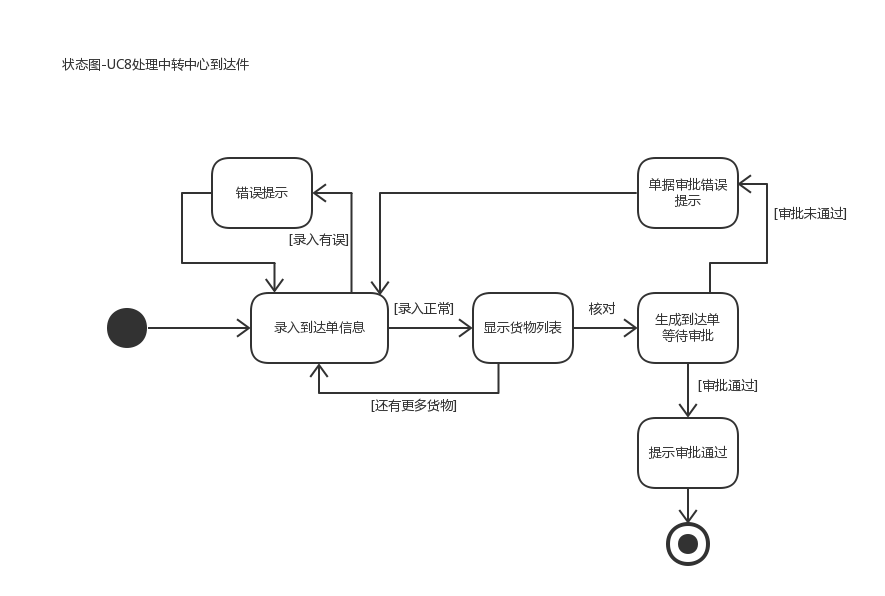 状态图-UC8处理中转中心到达件
错误提示
单据审批错误
提示
[审批未通过]
[录入有误]
[录入正常]
核对
录入到达单信息
显示货物列表
生成到达单
等待审批
[还有更多货物]
[审批通过]
提示审批通过